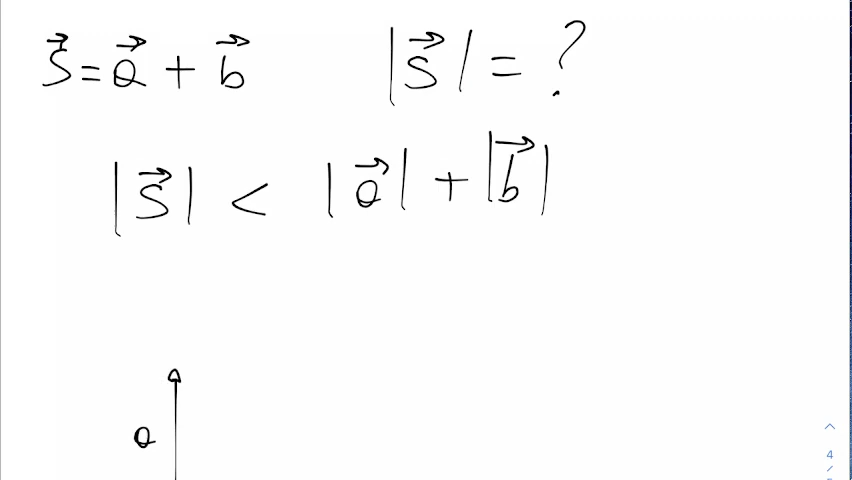 s⃗ = a⃗ + b⃗ |s⃗| = ?
|s⃗| < |a⃗| + |b⃗|
a
4
/